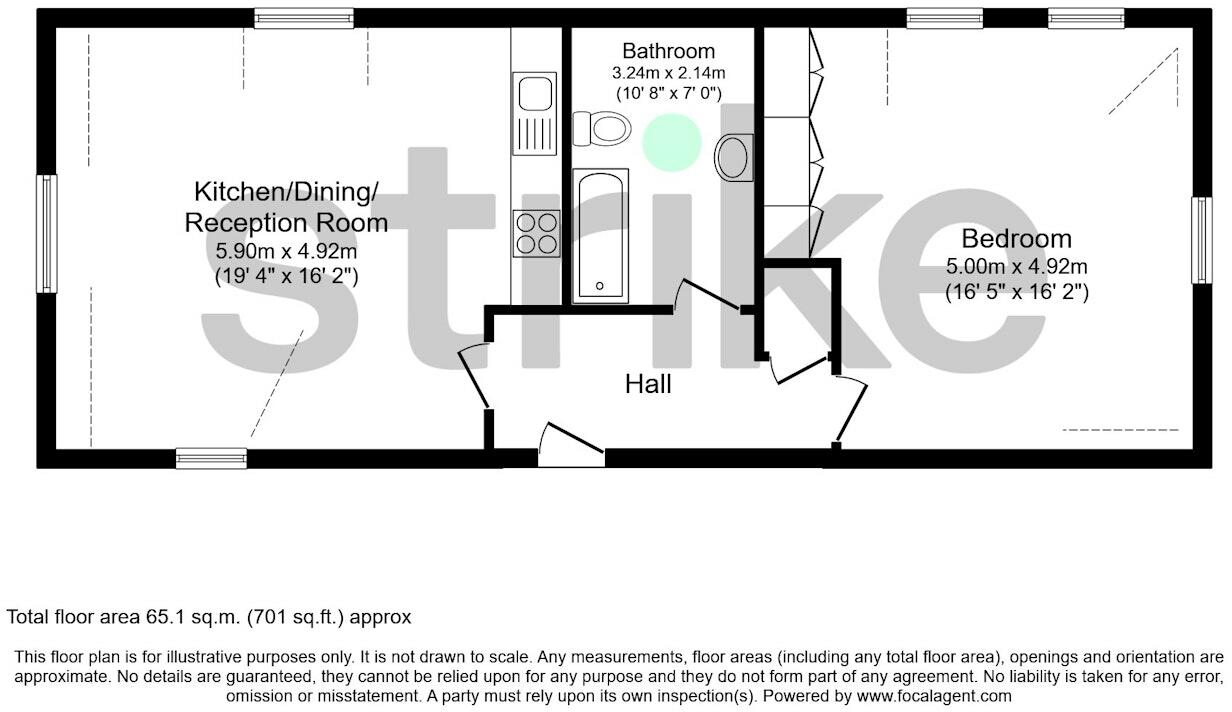 Bathroom
3.24m x 2.14m
(10' 8" x 7' 0")
Kitchen/Dining/
Reception Room
5.90m x 4.92m
(19' 4" x 16' 2")
Bedroom
5.00m x 4.92m
(16' 5" x 16' 2")
strike
Hall
Total floor area 65.1 sq.m. (701 sq.ft.) approx
This floor plan is for illustrative purposes only. It is not drawn to scale. Any measurements, floor areas (including any total floor area), openings and orientation are
approximate. No details are guaranteed, they cannot be relied upon for any purpose and they do not form part of any agreement. No liability is taken for any error,
omission or misstatement. A party must rely upon its own inspection(s). Powered by www.focalagent.com